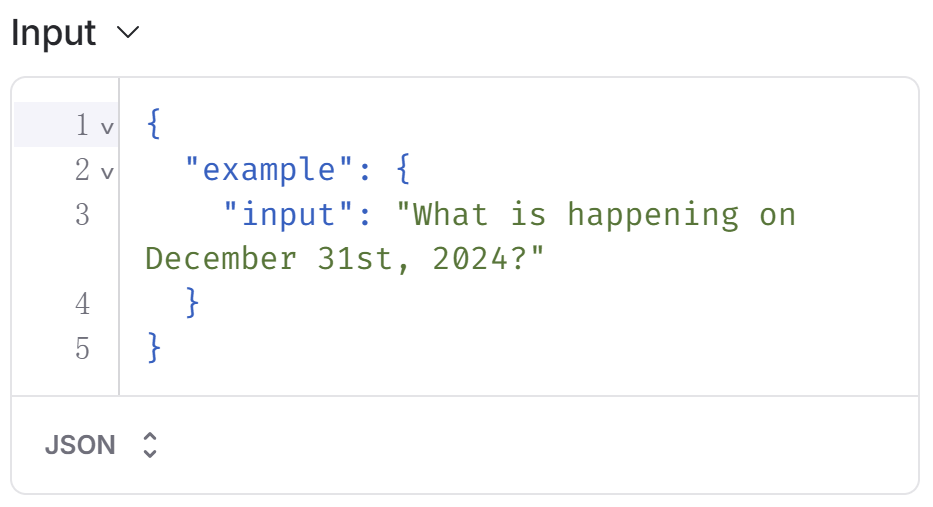 Input
1 {
2 "example": {
3 "input": "What is happening on
December 31st, 2024?"
4 }
5 }
JSON